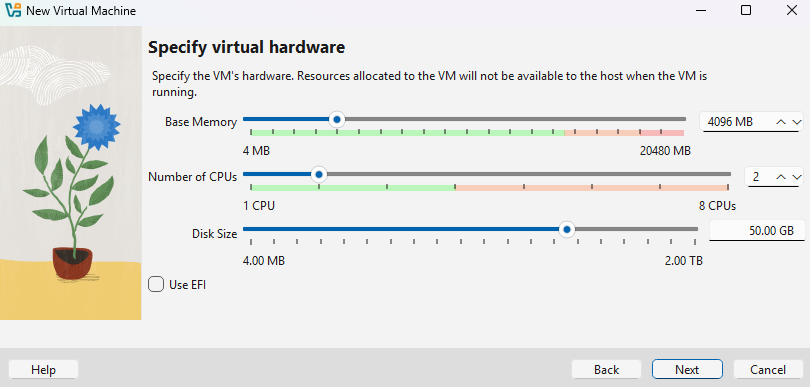 New Virtual Machine
Specify virtual hardware
Specify the VM's hardware. Resources allocated to the VM will not be available to the host when the VM is
running.
Base Memory 4096 MB
4 MB 20480 MB
Number of CPUs 2
1 CPU 8 CPUs
Disk Size 50.00 GB
4.00 MB 2.00 TB
Use EFI
Help Back Next Cancel